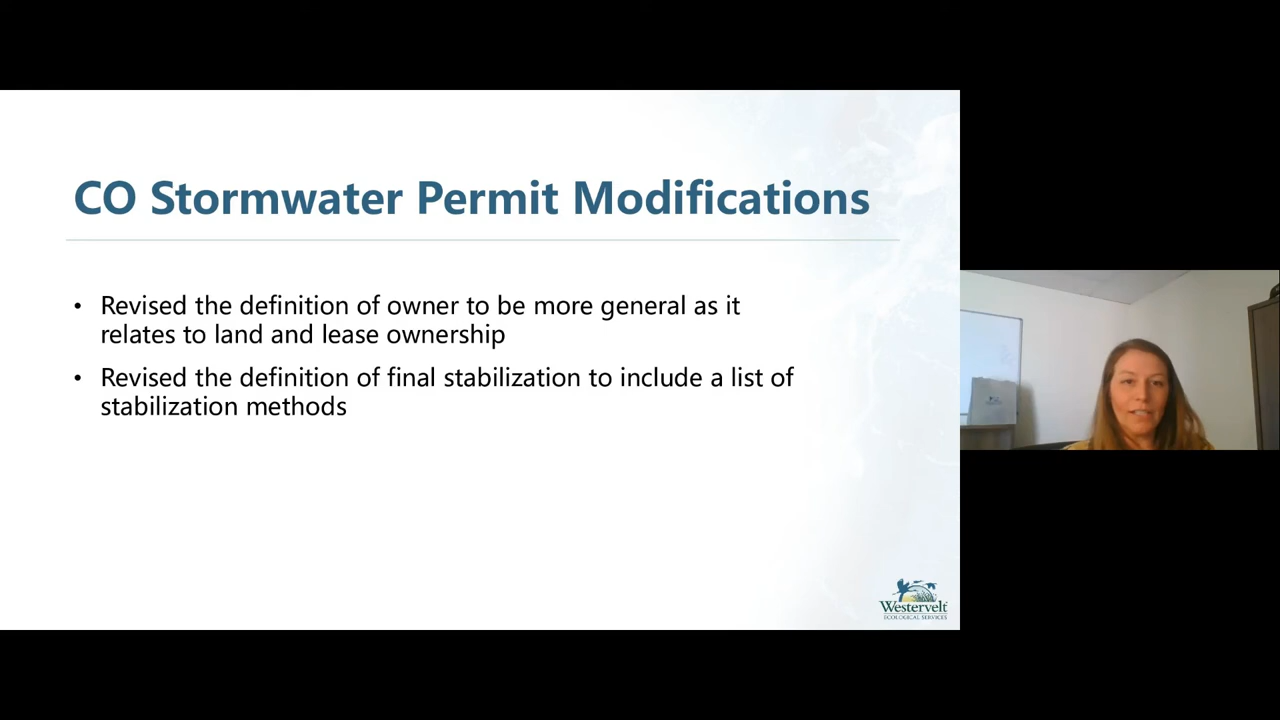 CO Stormwater Permit Modifications
• Revised the definition of owner to be more general as it
relates to land and lease ownership
• Revised the definition of final stabilization to include a list of
stabilization methods
Westervelt
ECOLOGICAL SERVICES